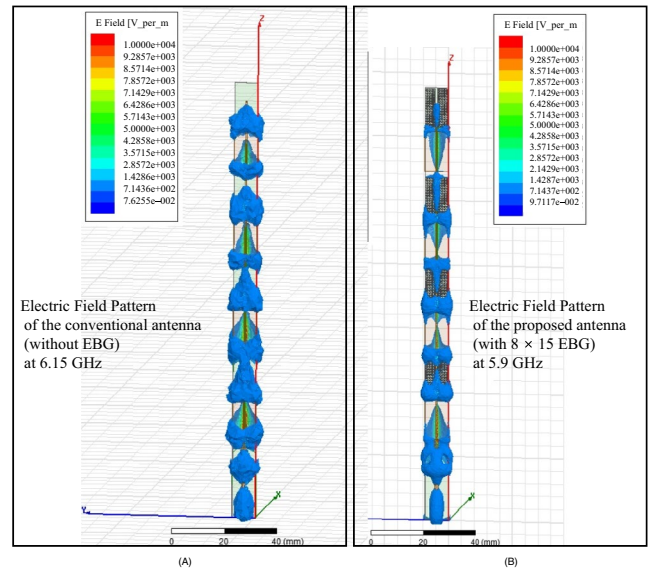 E Field [V_per_m
1.0000e+004
9.2857e+003
8.5714e+003
7.8572e+003
7.1429e+003
6.4286e+003
5.7143e+003
5.0000e+003
4.2858e+003
3.5715e+003
2.8572e+003
1.4286e+003
7.1436e+002
7.6255e−002
Z
Electric Field Pattern
of the conventional antenna
(without EBG)
at 6.15 GHz
X
Y
0
20
40 (mm)
(A)
E Field [V_per_m
1.0000e+004
9.2857e+003
8.5714e+003
7.8572e+003
7.1429e+003
6.4286e+003
5.7143e+003
5.0000e+003
4.2858e+003
3.5715e+003
2.8572e+003
2.1429e+003
1.4287e+003
7.1437e+002
9.7117e−002
Z
Electric Field Pattern
of the proposed antenna
(with 8 × 15 EBG)
at 5.9 GHz
X
0
20
40 (mm)
(B)